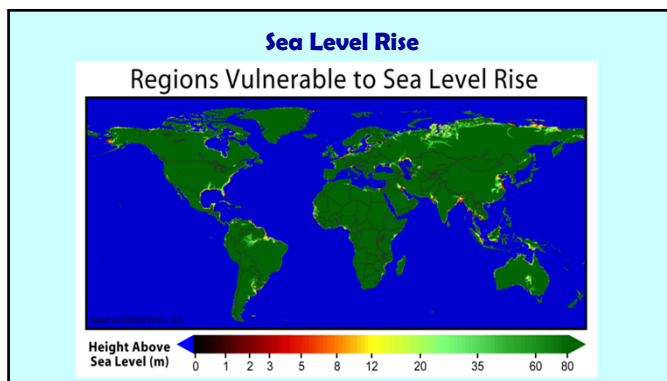 Sea Level Rise
Regions Vulnerable to Sea Level Rise
Height Above
Sea Level (m)
0 1 2 3 5 8 12 20 35 60 80